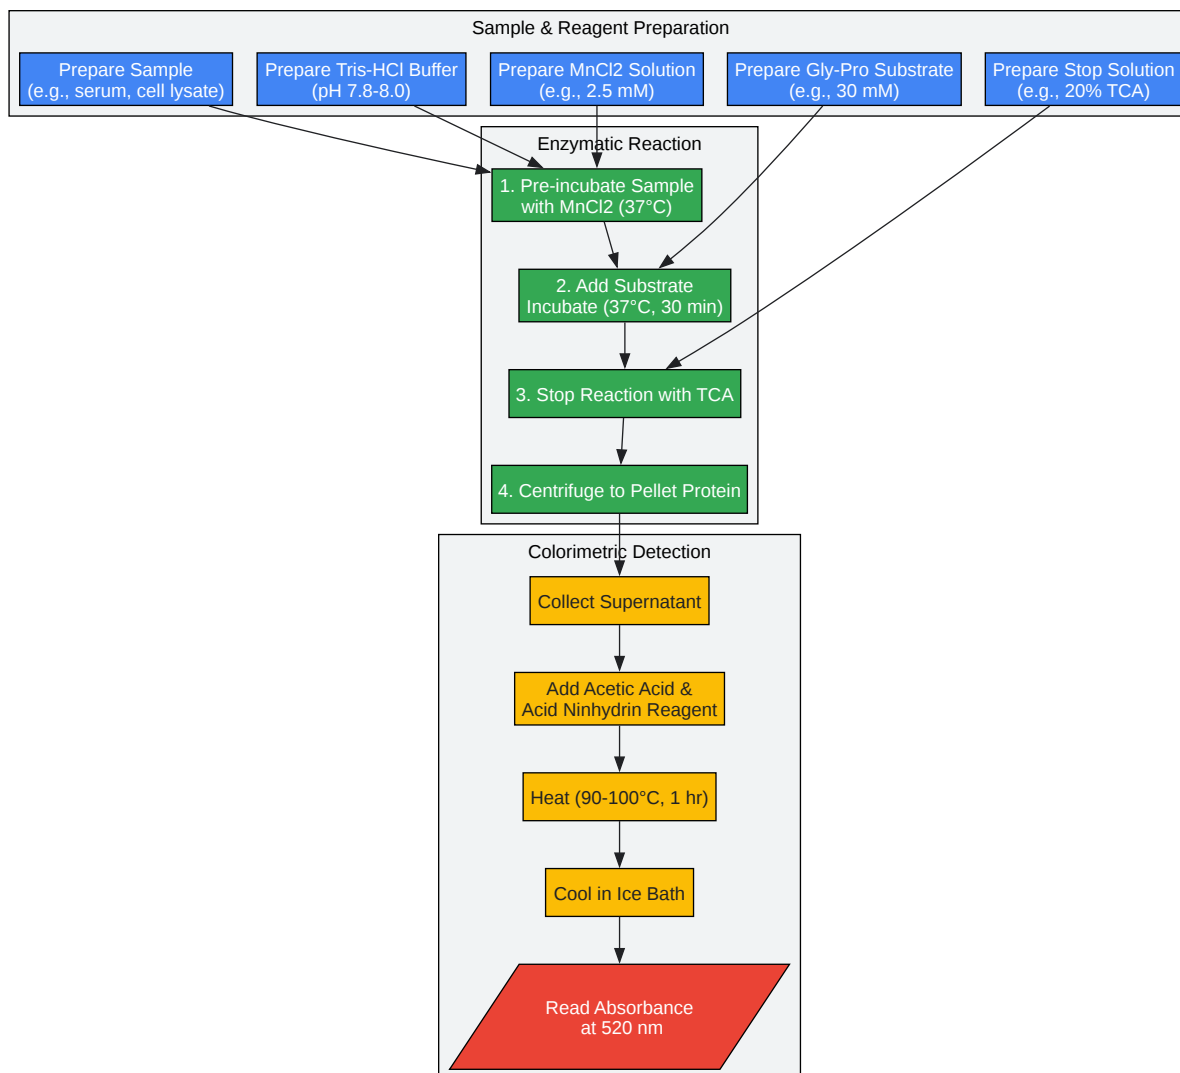 Sample & Reagent Preparation
Prepare Sample
(e.g., serum, cell lysate)
Prepare Tris-HCl Buffer
(pH 7.8-8.0)
Prepare MnCl2 Solution
(e.g., 2.5 mM)
Prepare Gly-Pro Substrate
(e.g., 30 mM)
Prepare Stop Solution
(e.g., 20% TCA)
Enzymatic Reaction
1. Pre-incubate Sample
with MnCl2 (37°C)
2. Add Substrate
Incubate (37°C, 30 min)
3. Stop Reaction with TCA
4. Centrifuge to Pellet Protein
Colorimetric Detection
Collect Supernatant
Add Acetic Acid &
Acid Ninhydrin Reagent
Heat (90-100°C, 1 hr)
Cool in Ice Bath
Read Absorbance
at 520 nm